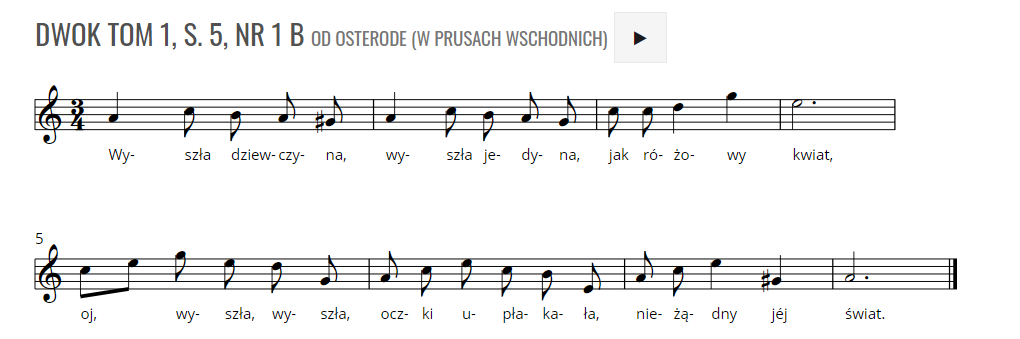 DWOK TOM 1, S. 5, NR 1 B OD OSTERODE (W PRUSACH WSCHODNICH)
3
4
Wy- szła dziew- czy- na, wy- szła je- dy- na, jak ró- żo- wy kwiat,
5
oj, wy- szła, wy- szła, ocz- ki u- pła- ka- ła, nie- żą- dny jéj świat.